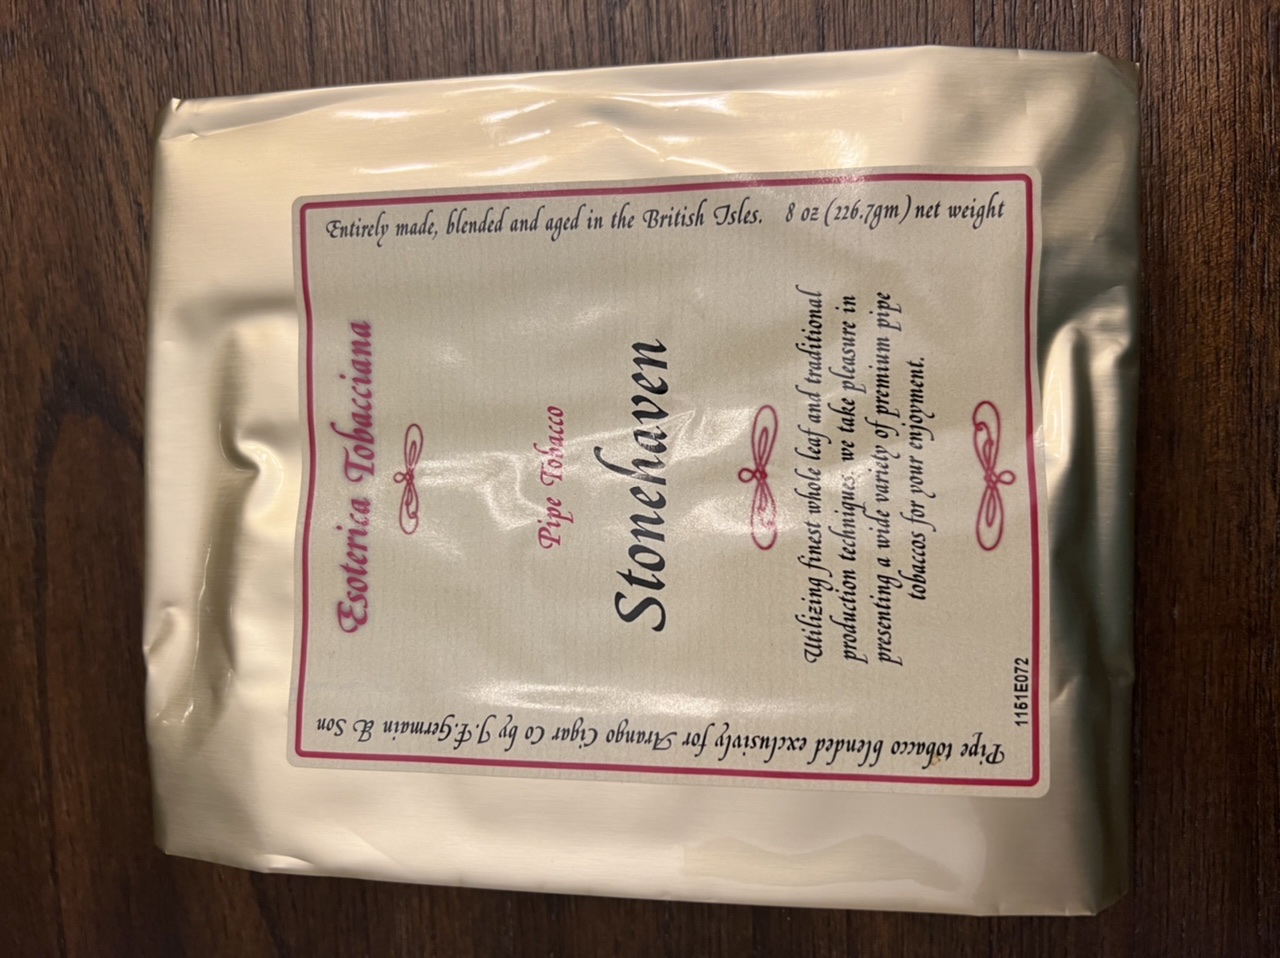 Esoterica Tobacciana
Pipe Tobacco
Stonehaven
Utilizing finest whole leaf and traditional
production techniques, we take pleasure in
presenting a wide variety of premium pipe
tobaccos for your enjoyment.
Pipe tobacco blended exclusively for Arango Cigar Co by J.F.Germain & Son
Entirely made, blended and aged in the British Isles. 8 oz (226.7gm) net weight
1151E072